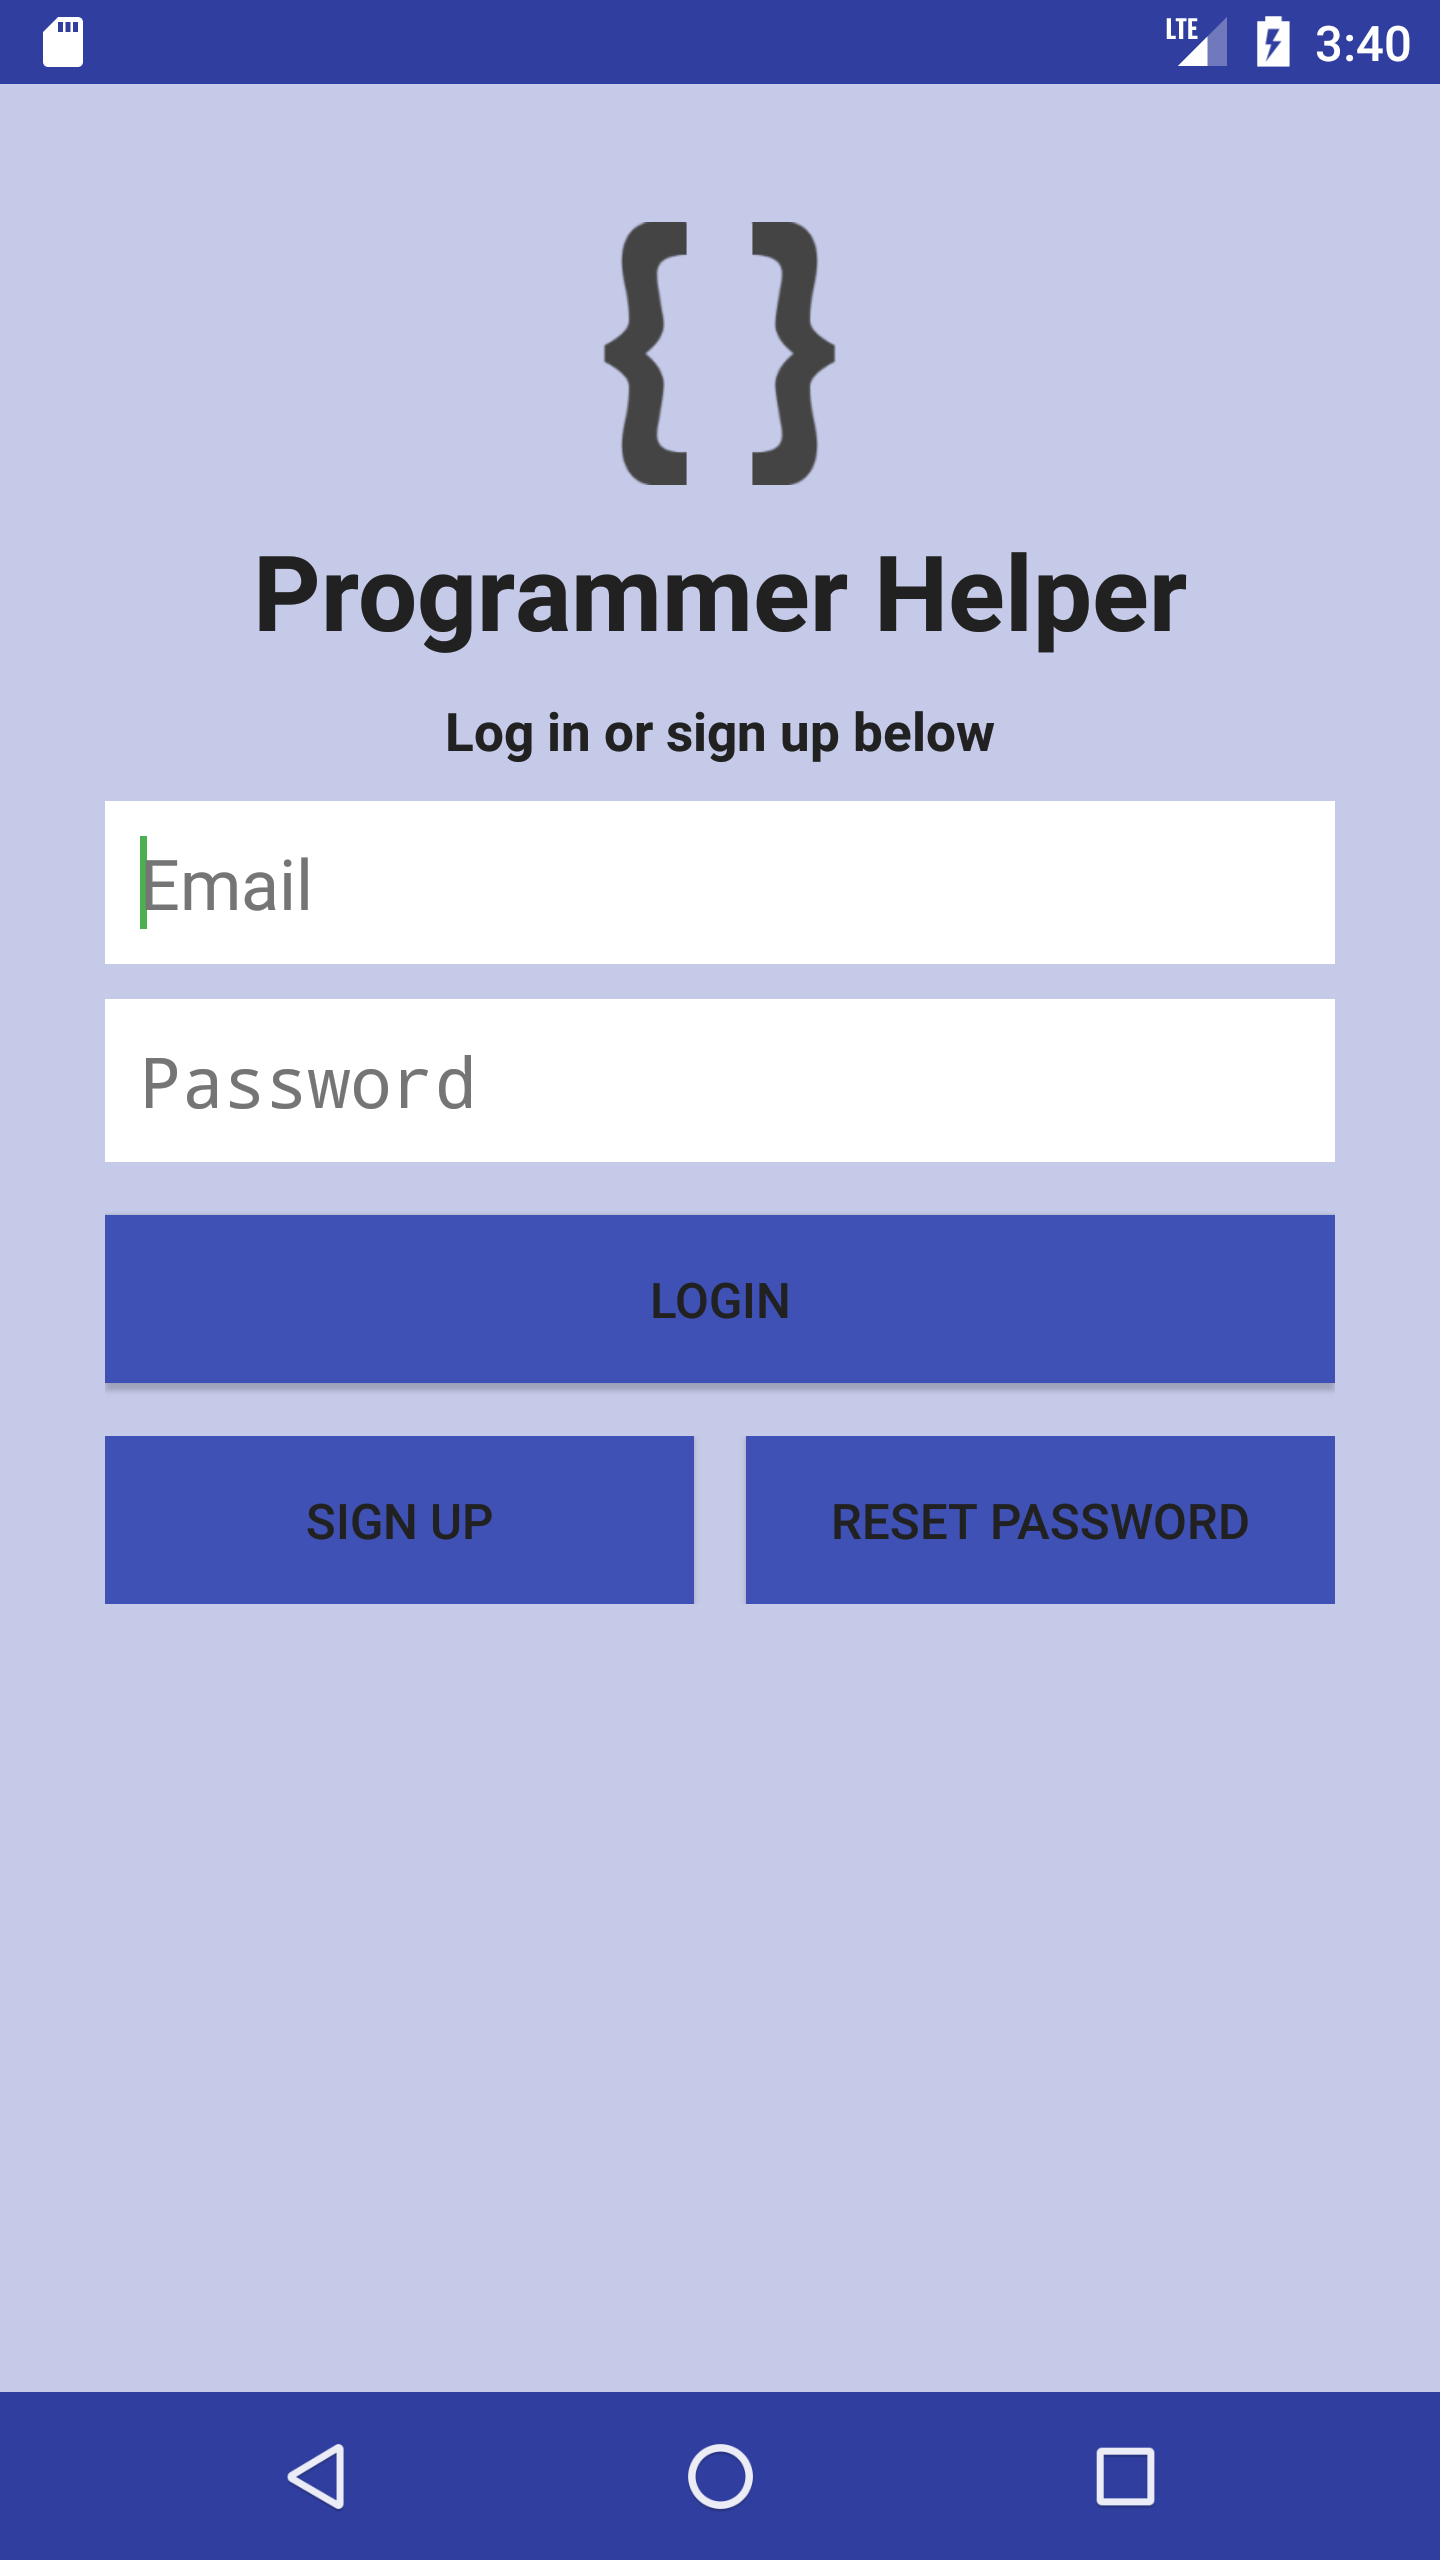 LTE 3:40
{ }
Programmer Helper
Log in or sign up below
Email
Password
LOGIN
SIGN UP RESET PASSWORD